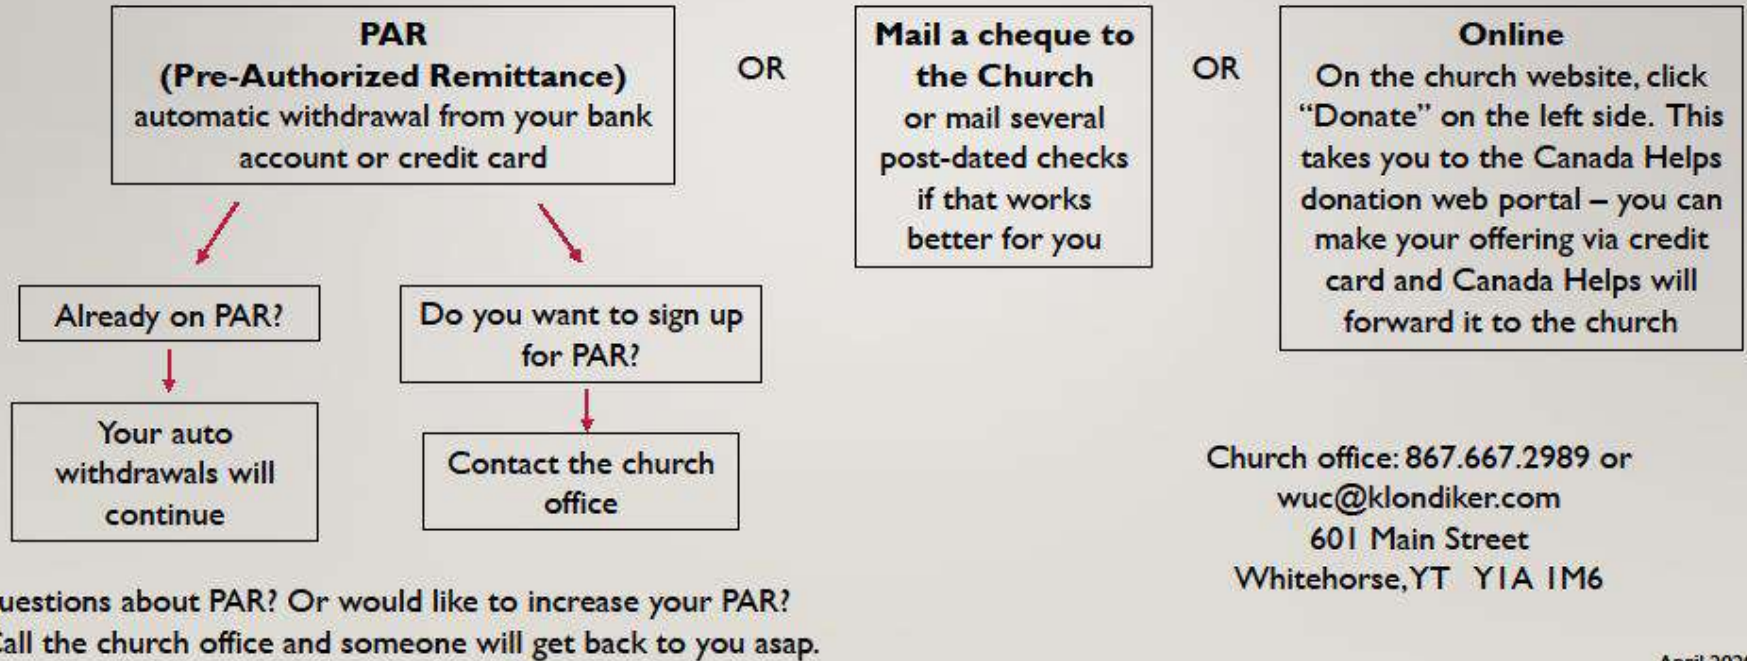 PAR
(Pre-Authorized Remittance)
automatic withdrawal from your bank
account or credit card
OR
Mail a cheque to
the Church
or mail several
post-dated checks
if that works
better for you
OR
Online
On the church website, click
“Donate” on the left side. This
takes you to the Canada Helps
donation web portal – you can
make your offering via credit
card and Canada Helps will
forward it to the church
Already on PAR?
Your auto
withdrawals will
continue
Do you want to sign up
for PAR?
Contact the church
office
Church office: 867.667.2989 or
wuc@klondiker.com
601 Main Street
Whitehorse, YT Y1A 1M6
uestions about PAR? Or would like to increase your PAR?
Call the church office and someone will get back to you asap.
April